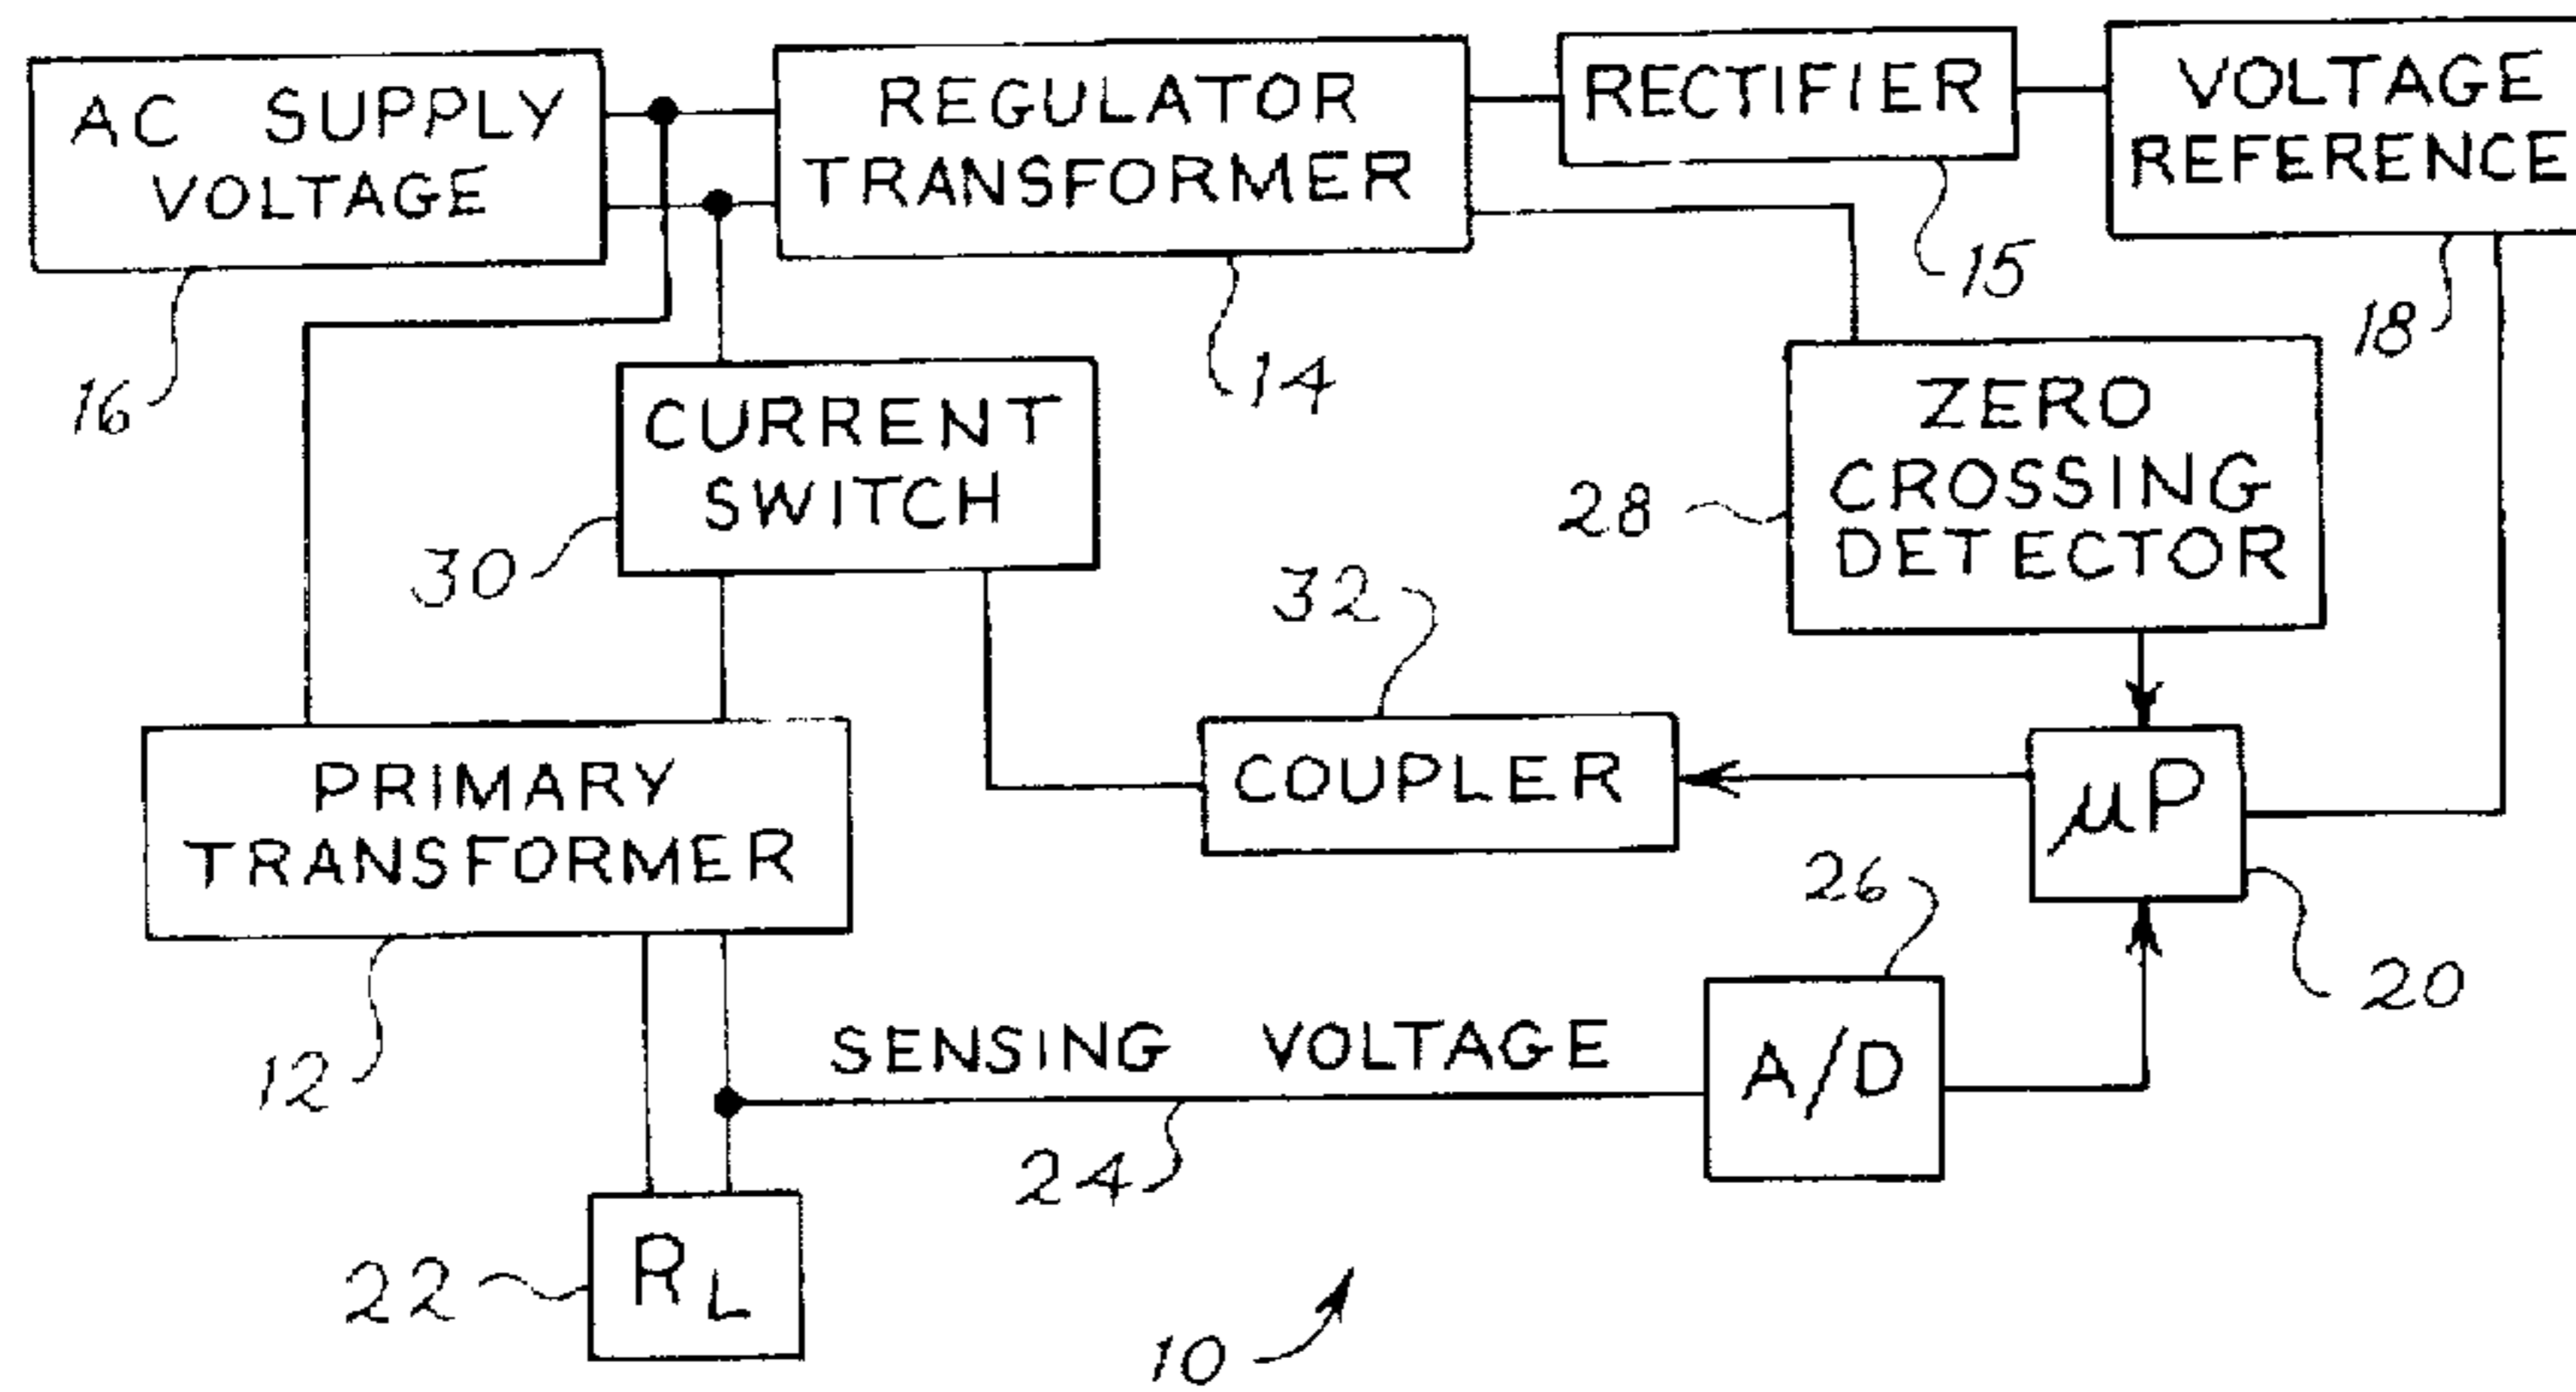 AC SUPPLY
VOLTAGE
16
REGULATOR
TRANSFORMER
14
RECTIFIER
15
VOLTAGE
REFERENCE
18
CURRENT
SWITCH
30
ZERO
CROSSING
DETECTOR
28
32
COUPLER
µP
20
PRIMARY
TRANSFORMER
12
26
A/D
SENSING VOLTAGE
24
RL
22
10